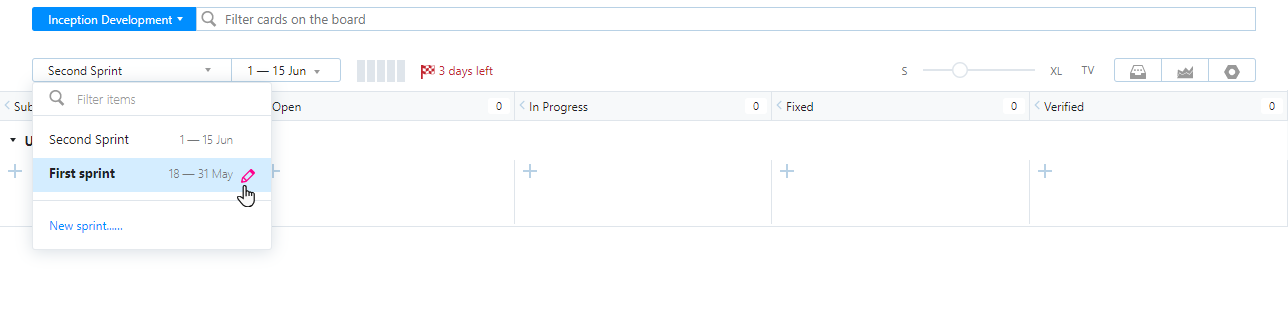 Inception Development
Filter cards on the board
Second Sprint
1 — 15 Jun
3 days left
S
XL
TV
Filter items
Sub
Open 0
In Progress 0
Fixed 0
Verified 0
Second Sprint 1 — 15 Jun
U
First sprint 18 — 31 May
New sprint......